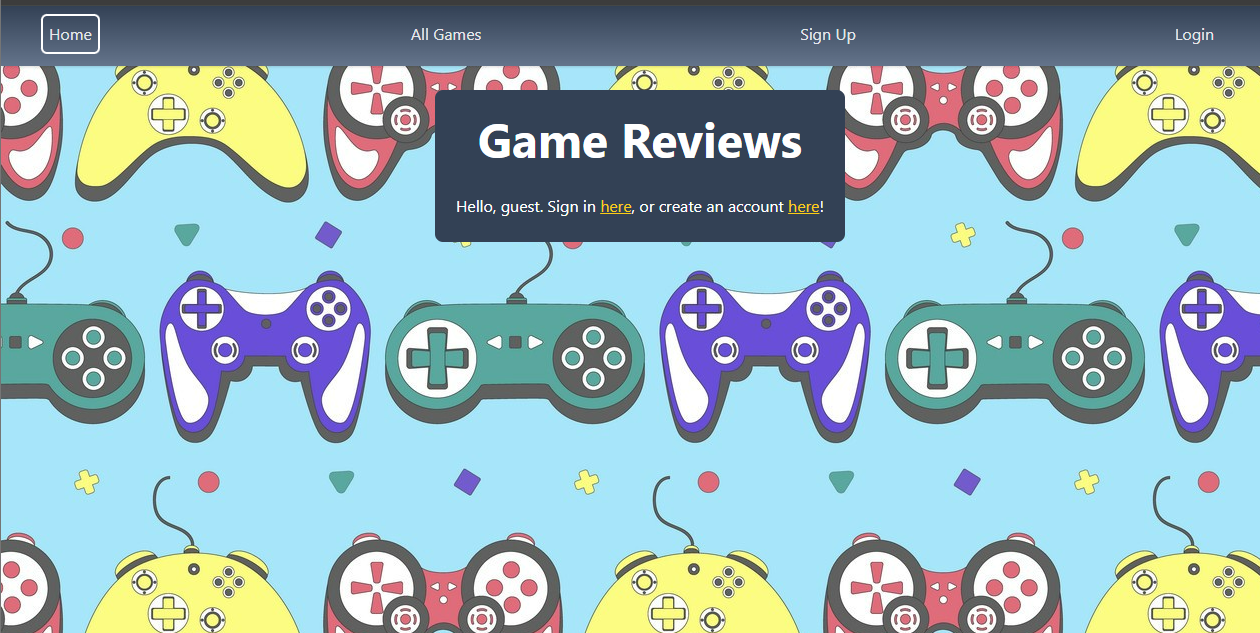 Home All Games Sign Up Login
Game Reviews
Hello, guest. Sign in here, or create an account here!